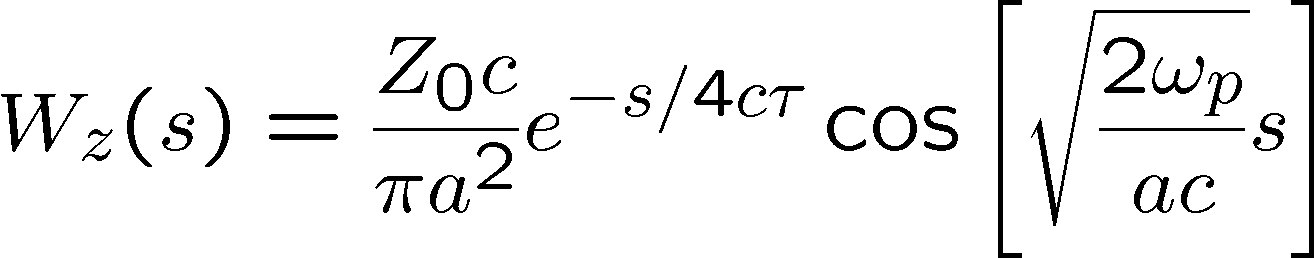 W_z(s) = \frac{Z_0 c}{\pi a^2} e^{-s/4c\tau} \cos\left[\sqrt{\frac{2\omega_p}{ac}} s\right]